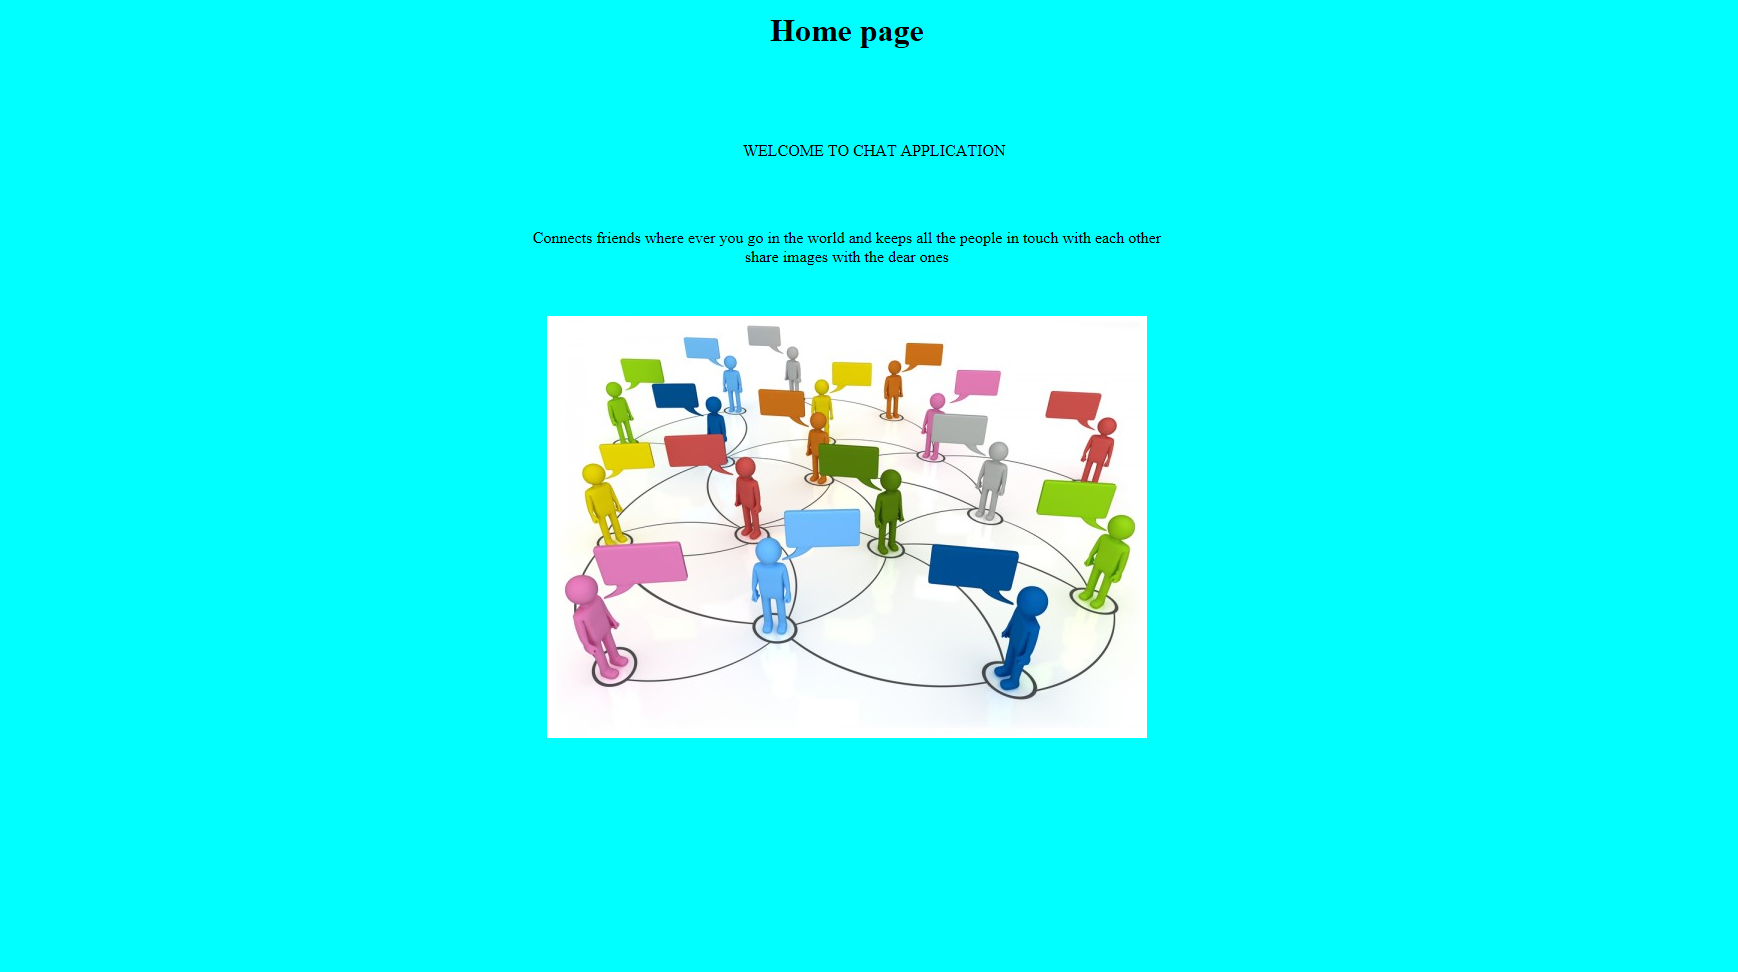 Home page
WELCOME TO CHAT APPLICATION
Connects friends where ever you go in the world and keeps all the people in touch with each other
share images with the dear ones